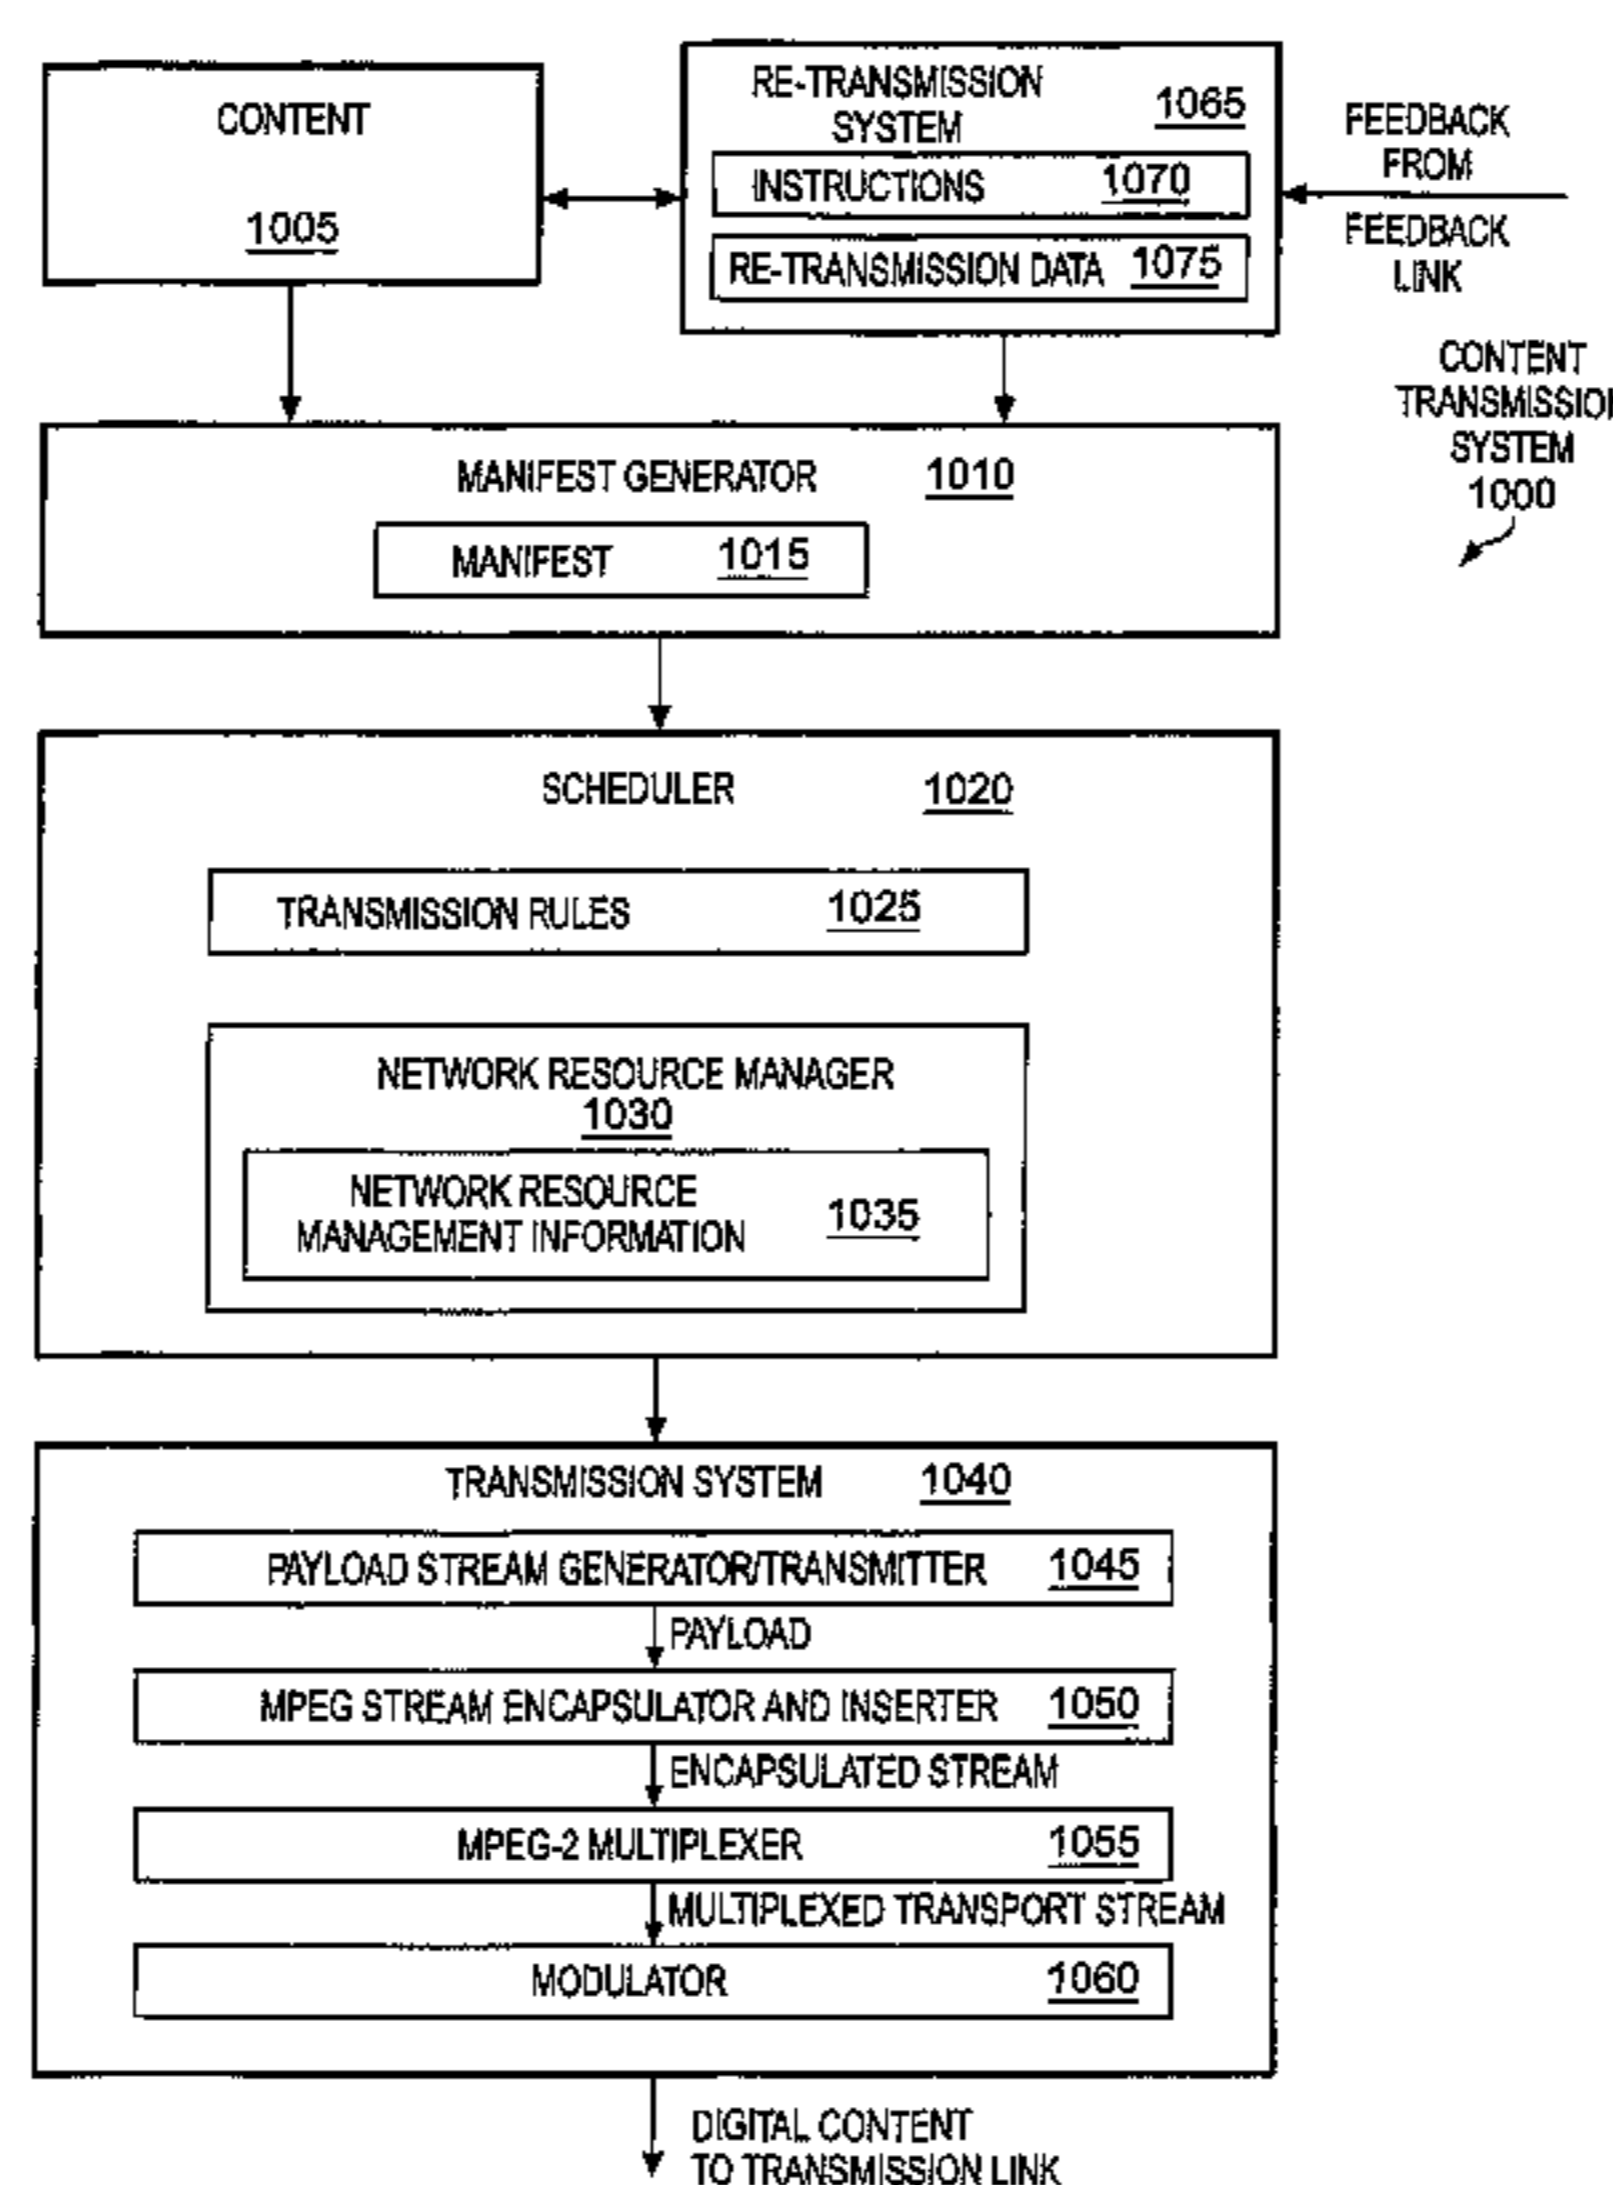 CONTENT
1005
RE-TRANSMISSION
SYSTEM
1065
INSTRUCTIONS 1070
RE-TRANSMISSION DATA 1075
FEEDBACK
FROM
FEEDBACK
LINK
CONTENT
TRANSMISSION
SYSTEM
1000
MANIFEST GENERATOR 1010
MANIFEST 1015
SCHEDULER 1020
TRANSMISSION RULES 1025
NETWORK RESOURCE MANAGER
1030
NETWORK RESOURCE
MANAGEMENT INFORMATION 1035
TRANSMISSION SYSTEM 1040
PAYLOAD STREAM GENERATOR/TRANSMITTER 1045
PAYLOAD
MPEG STREAM ENCAPSULATOR AND INSERTER 1050
ENCAPSULATED STREAM
MPEG-2 MULTIPLEXER 1055
MULTIPLEXED TRANSPORT STREAM
MODULATOR 1060
DIGITAL CONTENT
TO TRANSMISSION LINK